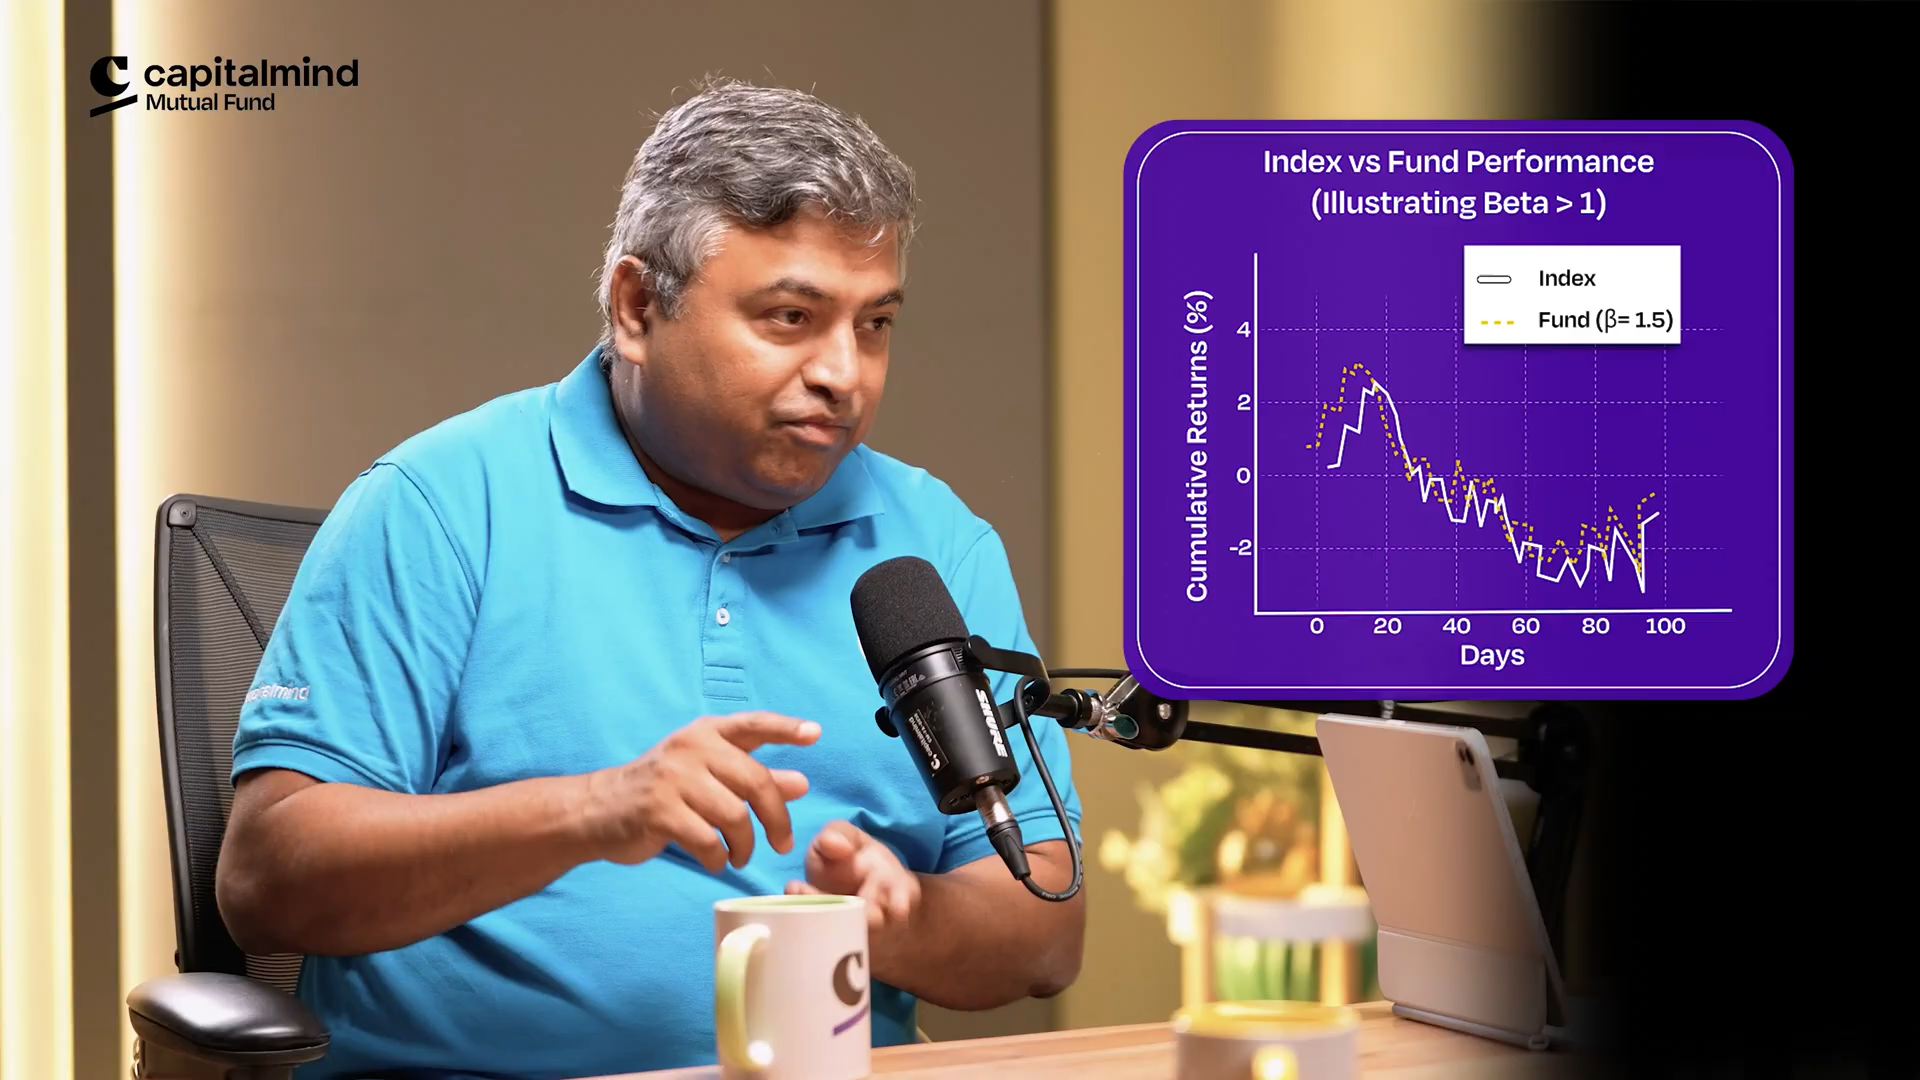 capitalmind
Mutual Fund
Index vs Fund Performance
(Illustrating Beta > 1)
Index
Fund (β= 1.5)
Cumulative Returns (%)
4
2
0
-2
0 20 40 60 80 100
Days
SHURE
capitalmind